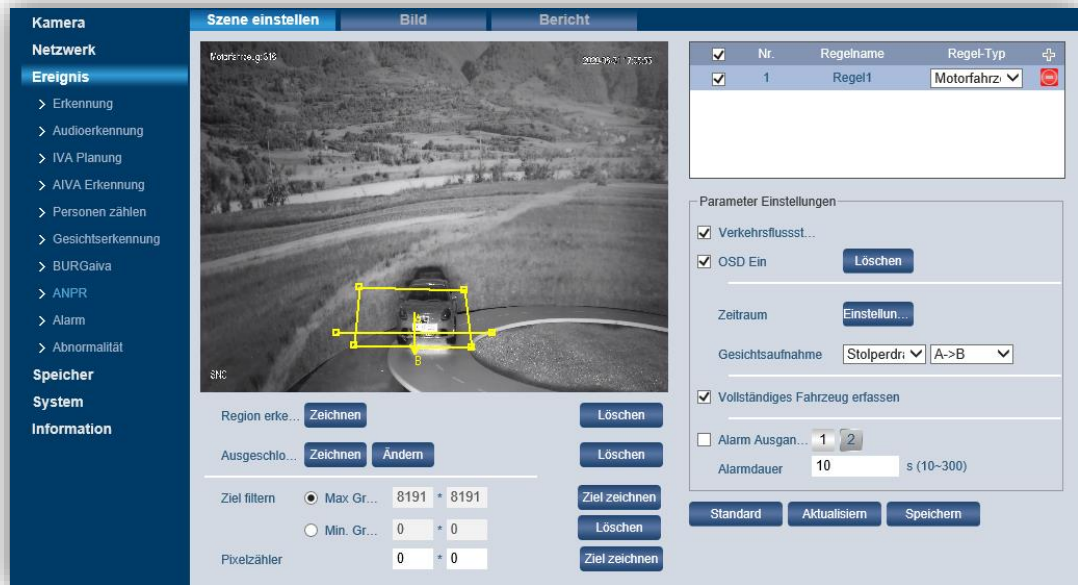 Kamera
Netzwerk
Ereignis
Erkennung
Audioerkennung
IVA Planung
AIVA Erkennung
Personen zählen
Gesichtserkennung
BURGaiva
ANPR
Alarm
Abnormalität
Speicher
System
Information
Szene einstellen Bild Bericht
SNC
B
Region erke... Zeichnen Löschen
Ausgeschlo... Zeichnen Ändern Löschen
Ziel filtern Max Gr... 8191 * 8191 Ziel zeichnen
Min. Gr... 0 * 0 Löschen
Pixelzähler 0 * 0 Ziel zeichnen
Nr. Regelname Regel-Typ
1 Regel1 Motorfahrz
Parameter Einstellungen
Verkehrsflussst...
OSD Ein Löschen
Zeitraum Einstellun...
Gesichtsaufnahme Stolperdr A->B
Vollständiges Fahrzeug erfassen
Alarm Ausgan... 1 2
Alarmdauer 10 s (10~300)
Standard Aktualisiern Speichern